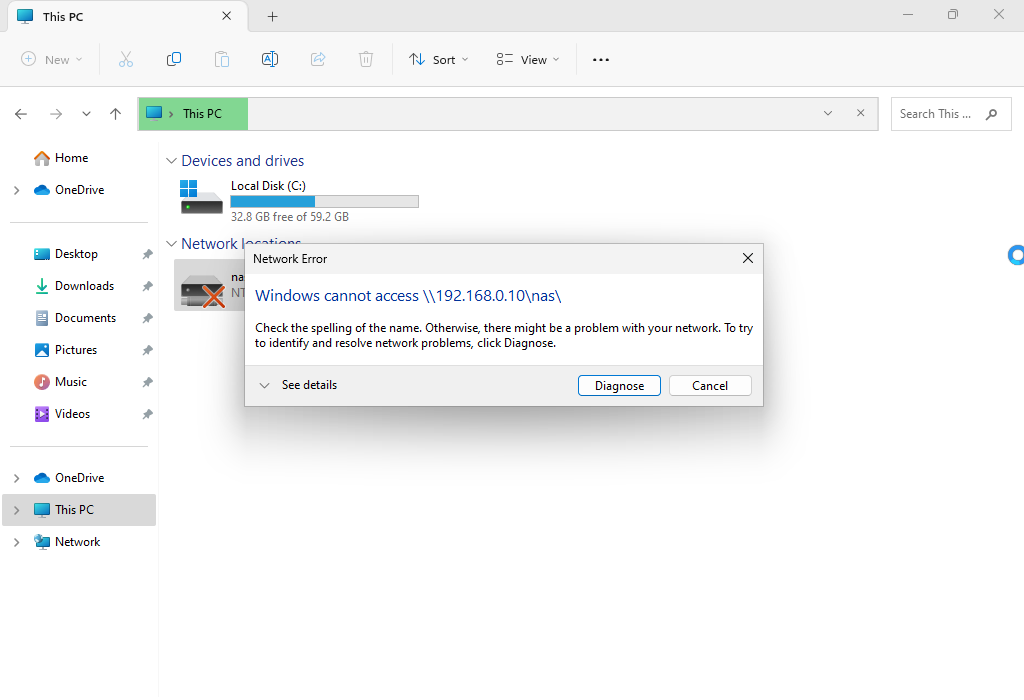 This PC
New
Sort
View
This PC
Search This ...
Home
OneDrive
Desktop
Downloads
Documents
Pictures
Music
Videos
OneDrive
This PC
Network
Devices and drives
Local Disk (C:)
32.8 GB free of 59.2 GB
Network locations
Network Error
Windows cannot access \\192.168.0.10\nas\
Check the spelling of the name. Otherwise, there might be a problem with your network. To try
to identify and resolve network problems, click Diagnose.
See details
Diagnose
Cancel